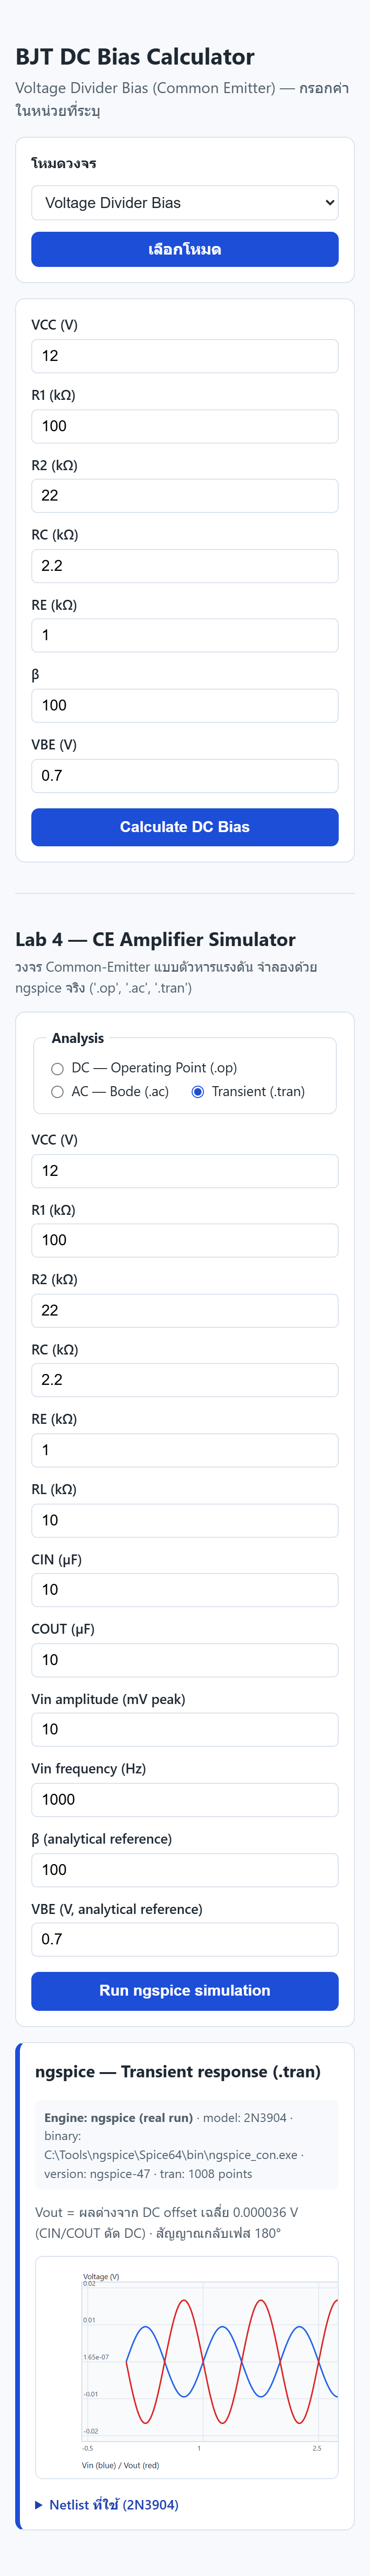 BJT DC Bias Calculator
Voltage Divider Bias (Common Emitter) — กรอกค่า
ในหน่วยที่ระบุ
โหมดวงจร
Voltage Divider Bias
เลือกโหมด
VCC (V)
12
R1 (kΩ)
100
R2 (kΩ)
22
RC (kΩ)
2.2
RE (kΩ)
1
β
100
VBE (V)
0.7
Calculate DC Bias
Lab 4 — CE Amplifier Simulator
วงจร Common-Emitter แบบตัวหารแรงดัน จำลองด้วย
ngspice จริง ('.op', '.ac', '.tran')
Analysis
DC — Operating Point (.op)
AC — Bode (.ac) Transient (.tran)
VCC (V)
12
R1 (kΩ)
100
R2 (kΩ)
22
RC (kΩ)
2.2
RE (kΩ)
1
RL (kΩ)
10
CIN (µF)
10
COUT (µF)
10
Vin amplitude (mV peak)
10
Vin frequency (Hz)
1000
β (analytical reference)
100
VBE (V, analytical reference)
0.7
Run ngspice simulation
ngspice — Transient response (.tran)
Engine: ngspice (real run) · model: 2N3904 ·
binary:
C:\Tools\ngspice\Spice64\bin\ngspice_con.exe ·
version: ngspice-47 · tran: 1008 points
Vout = ผลต่างจาก DC offset เฉลี่ย 0.000036 V
(CIN/COUT ตัด DC) · สัญญาณกลับเฟส 180°
Voltage (V)
0.02
0.01
1.65e-07
-0.01
-0.02
-0.5 1 2.5
Vin (blue) / Vout (red)
Netlist ที่ใช้ (2N3904)